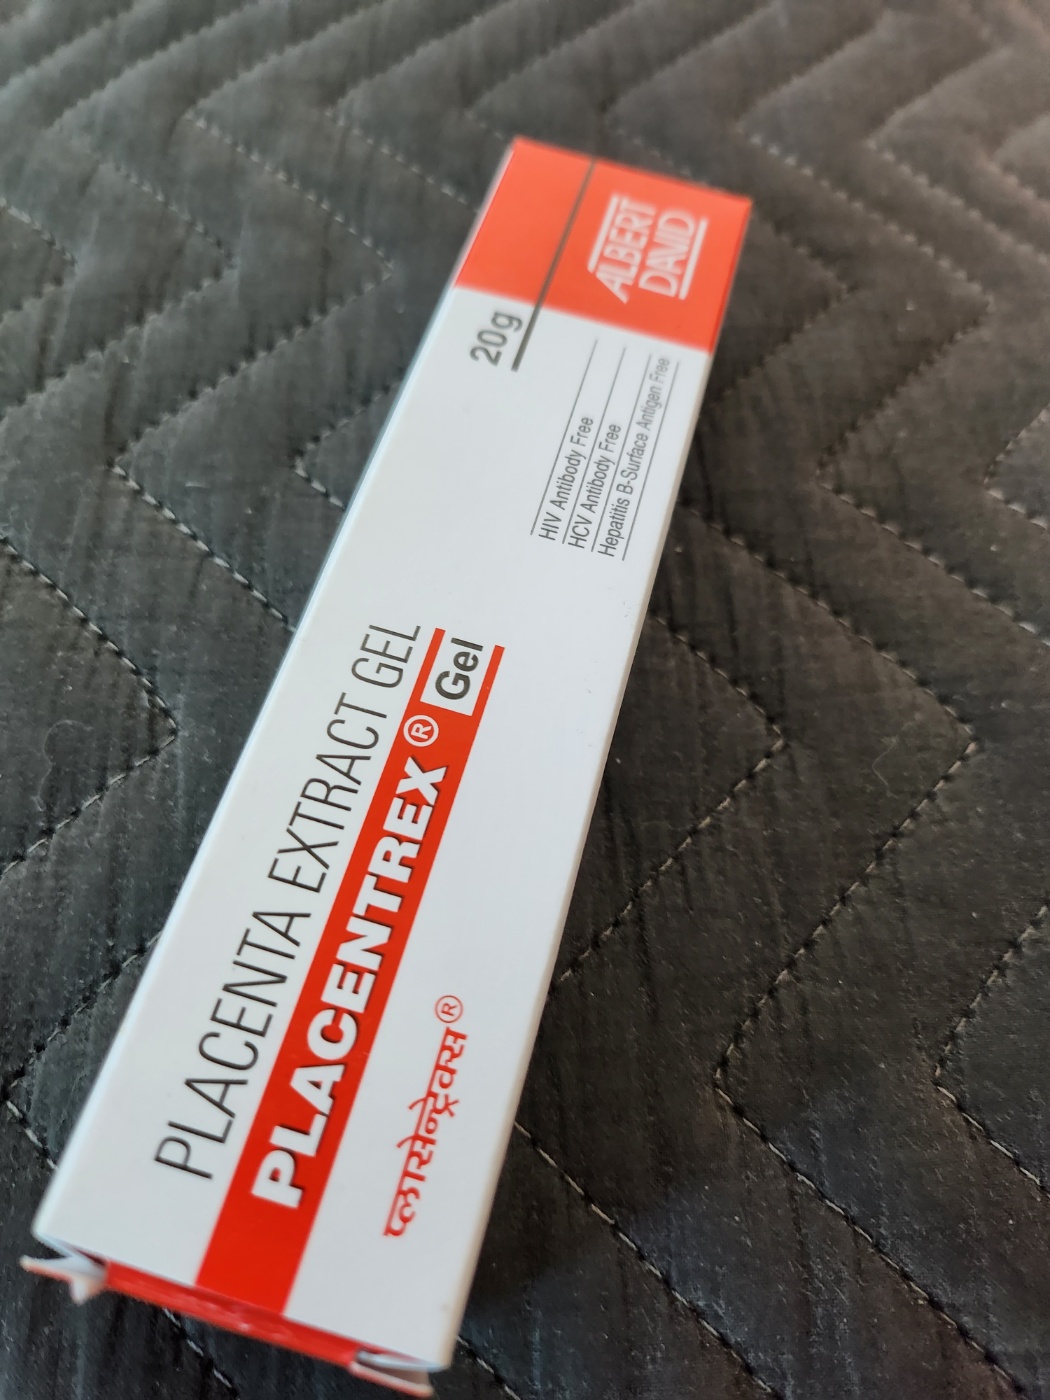 PLACENTA EXTRACT GEL
PLACENTREX® Gel
प्लासेन्ट्रेक्स®
20g
HIV Antibody Free
HCV Antibody Free
Hepatitis B-Surface Antigen Free
ALBERT
DAVID